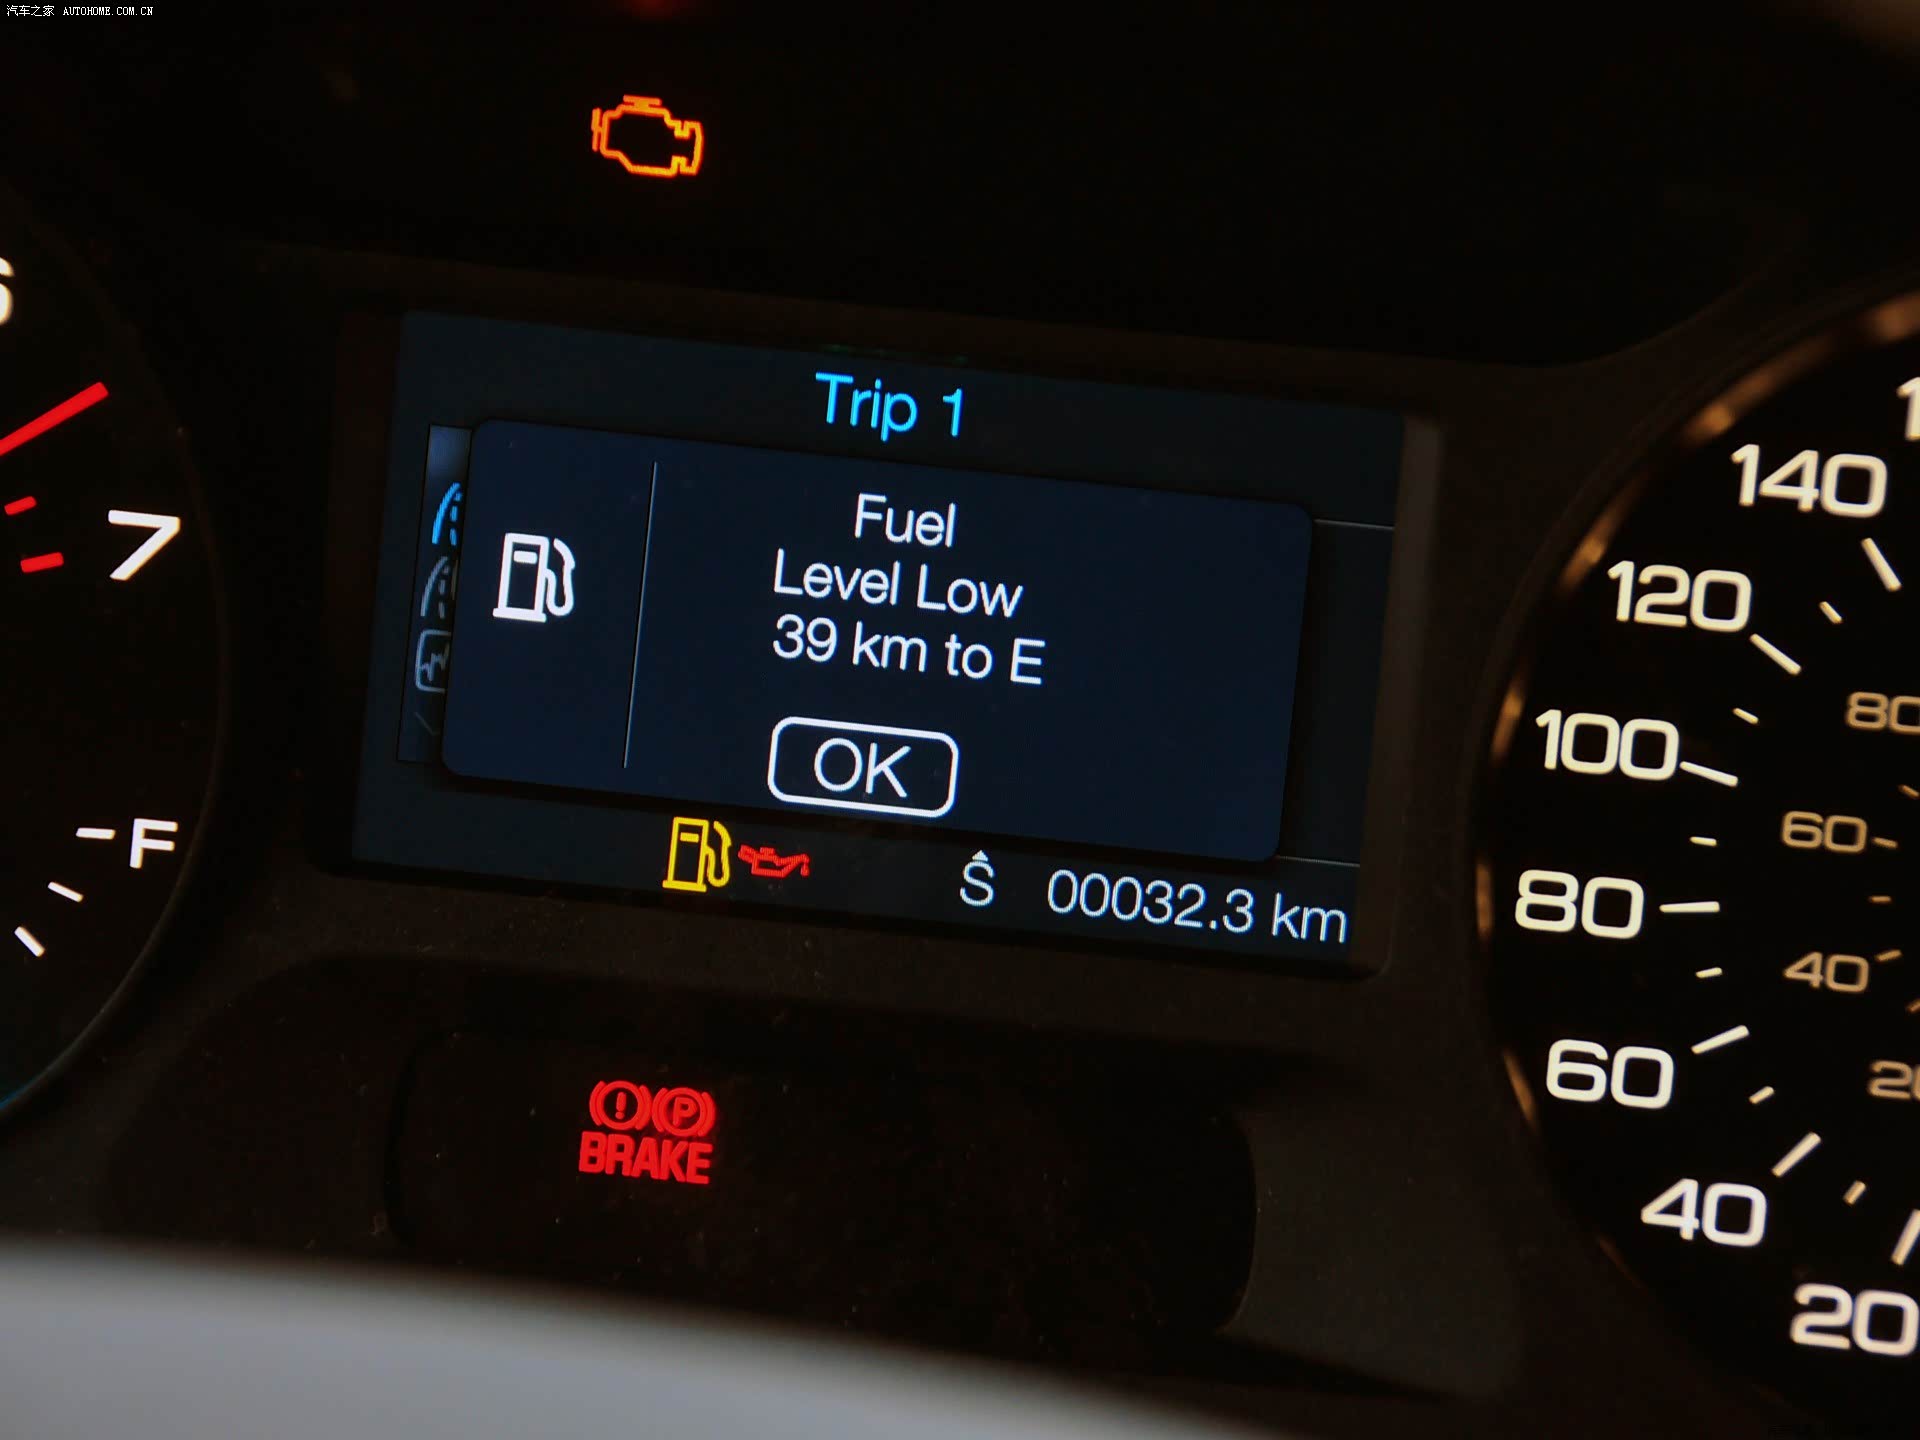 汽车之家 AUTOHOME.COM.CN
Trip 1
Fuel
Level Low
39 km to E
OK
S 00032.3 km
7
F
BRAKE
P
140
120
100
80
60
40
20
80
60
40